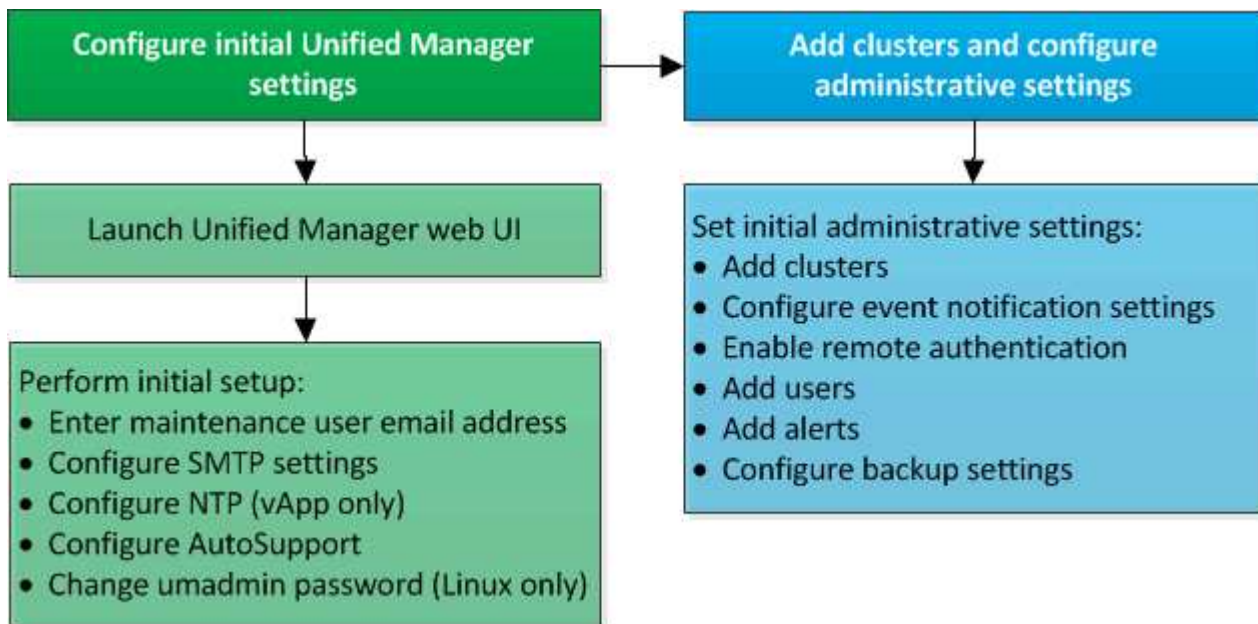 Configure initial Unified Manager
settings
Launch Unified Manager web UI
Perform initial setup:
• Enter maintenance user email address
• Configure SMTP settings
• Configure NTP (vApp only)
• Configure AutoSupport
• Change umadmin password (Linux only)
Add clusters and configure
administrative settings
Set initial administrative settings:
• Add clusters
• Configure event notification settings
• Enable remote authentication
• Add users
• Add alerts
• Configure backup settings